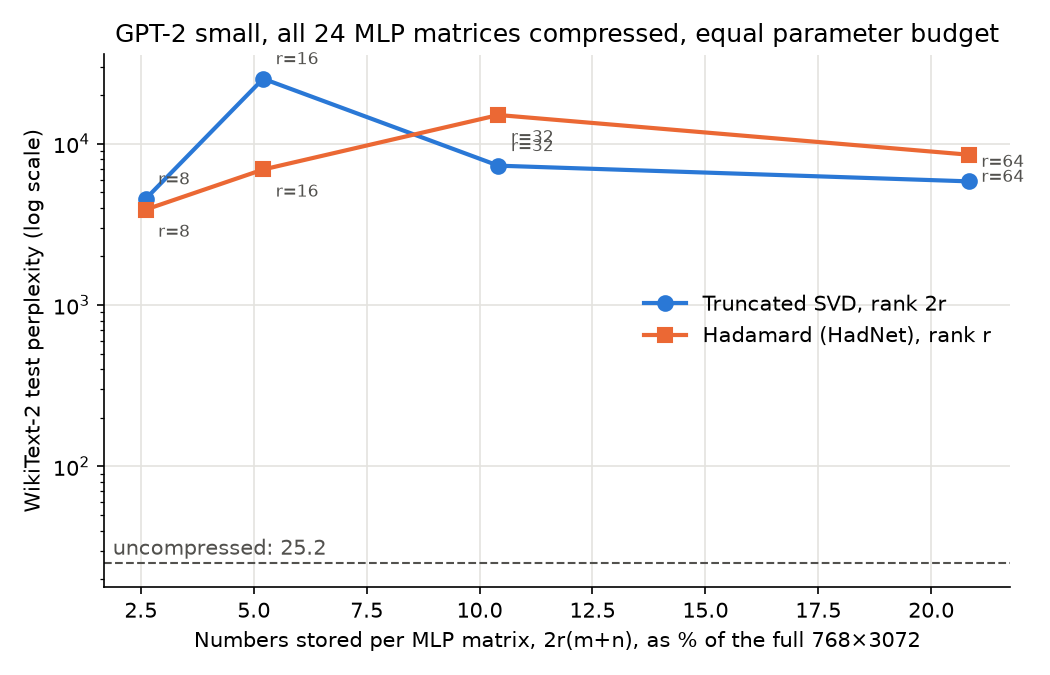 GPT-2 small, all 24 MLP matrices compressed, equal parameter budget
WikiText-2 test perplexity (log scale)
10⁴
10³
10²
r=16
r=8
r=8
r=16
r=32
r=32
r=64
r=64
Truncated SVD, rank 2r
Hadamard (HadNet), rank r
uncompressed: 25.2
2.5 5.0 7.5 10.0 12.5 15.0 17.5 20.0
Numbers stored per MLP matrix, 2r(m+n), as % of the full 768×3072